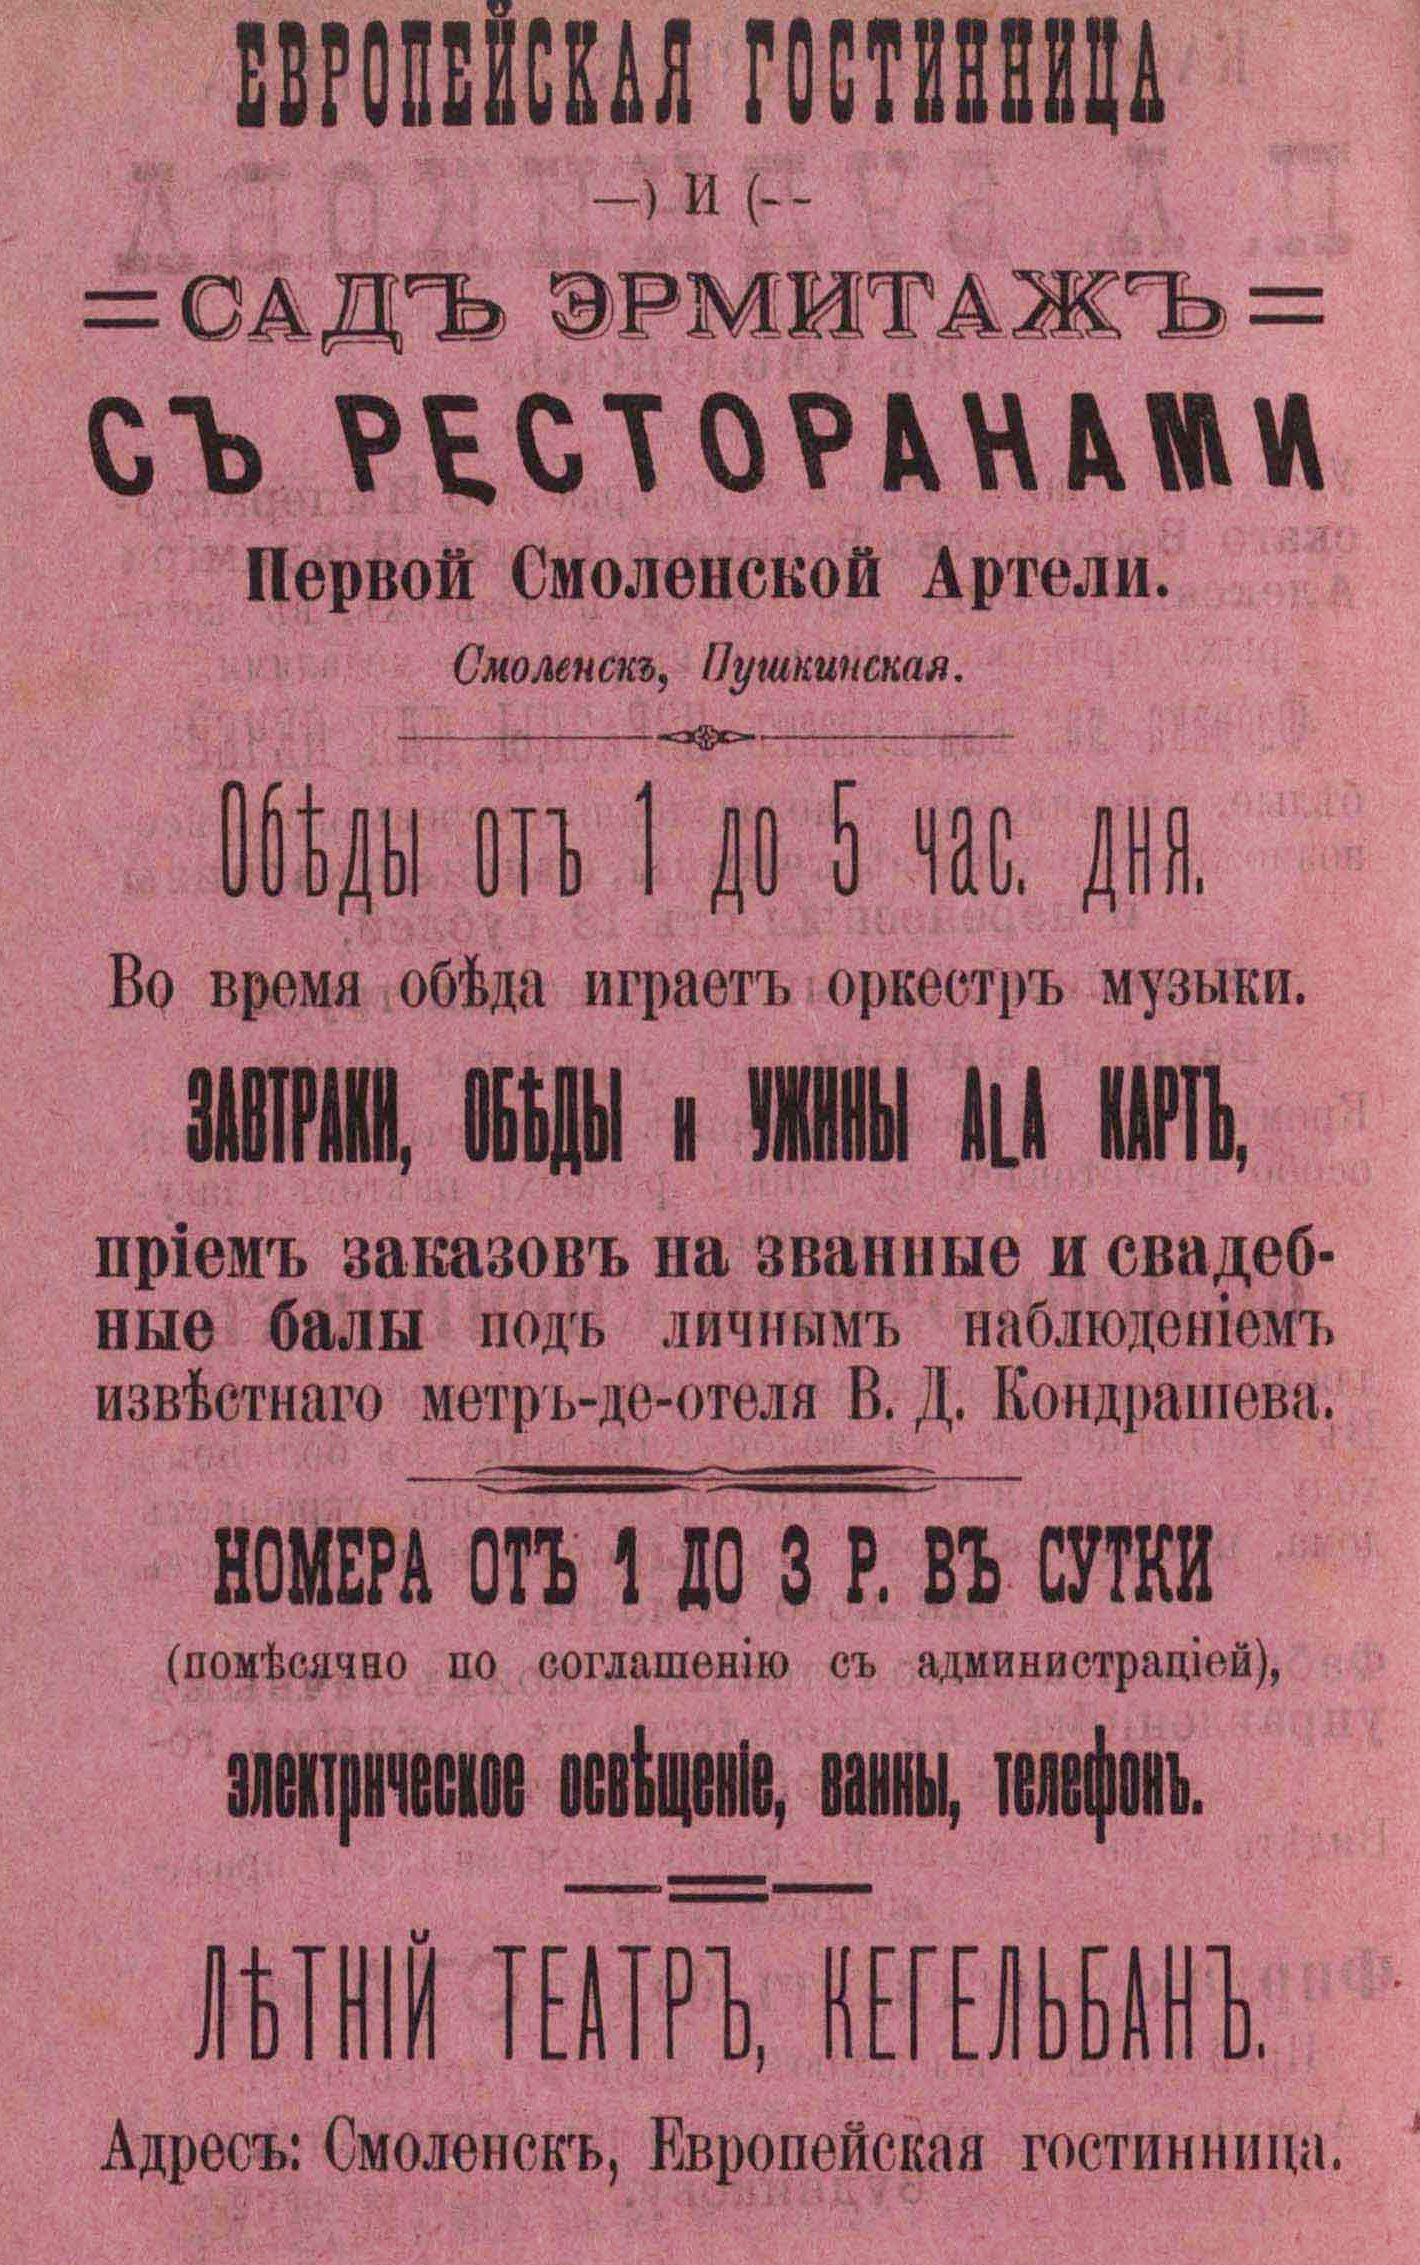 ЕВРОПЕЙСКАЯ ГОСТИННИЦА
—) И (--
=САДЪ ЭРМИТАЖЪ=
СЪ РЕСТОРАНАМИ
Первой Смоленской Артели.
Смоленскъ, Пушкинская.
Обѣды отъ 1 до 5 час. дня.
Во время обѣда играетъ оркестръ музыки.
ЗАВТРАКИ, ОБѢДЫ и УЖИНЫ АLА КАРТЪ,
пріемъ заказовъ на званные и свадеб-
ные балы подъ личнымъ наблюденіемъ
извѣстнаго метръ-де-отеля В. Д. Кондрашева.
НОМЕРА ОТЪ 1 ДО 3 Р. ВЪ СУТКИ
(помѣсячно по соглашенію съ администраціей),
электрическое освѣщеніе, ванны, телефонъ.
ЛѢТНІЙ ТЕАТРЪ, КЕГЕЛЬБАНЪ.
Адресъ: Смоленскъ, Европейская гостинница.